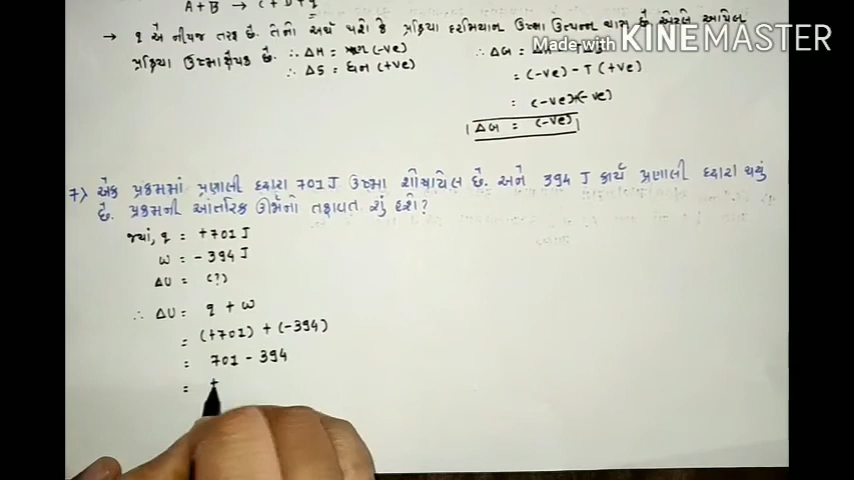 A + B → C + D + q
→ q એ નીપજ તરફ છે. તેનો અર્થ થશે કે પ્રક્રિયા દરમિયાન ઉષ્મા ઉત્પન્ન થાય છે એટલે આપેલ
પ્રક્રિયા ઉષ્માક્ષેપક છે. ∴ ΔH = (-ve)
∴ ΔS = ધન (+ve)
∴ ΔG = ΔH
= (-ve) - T (+ve)
= (-ve) + (-ve)
ΔG = (-ve)
Made with KINEMASTER
7) એક પ્રક્રમમાં પ્રણાલી દ્વારા 701 J ઉષ્મા શોષાયેલ છે. અને 394 J કાર્ય પ્રણાલી દ્વારા થયું
છે. પ્રક્રમની આંતરિક ઊર્જાનો તફાવત શું હશે?
જ્યાં, q = +701 J
w = - 394 J
ΔU = (?)
∴ ΔU = q + w
= (+701) + (-394)
= 701 - 394
= +